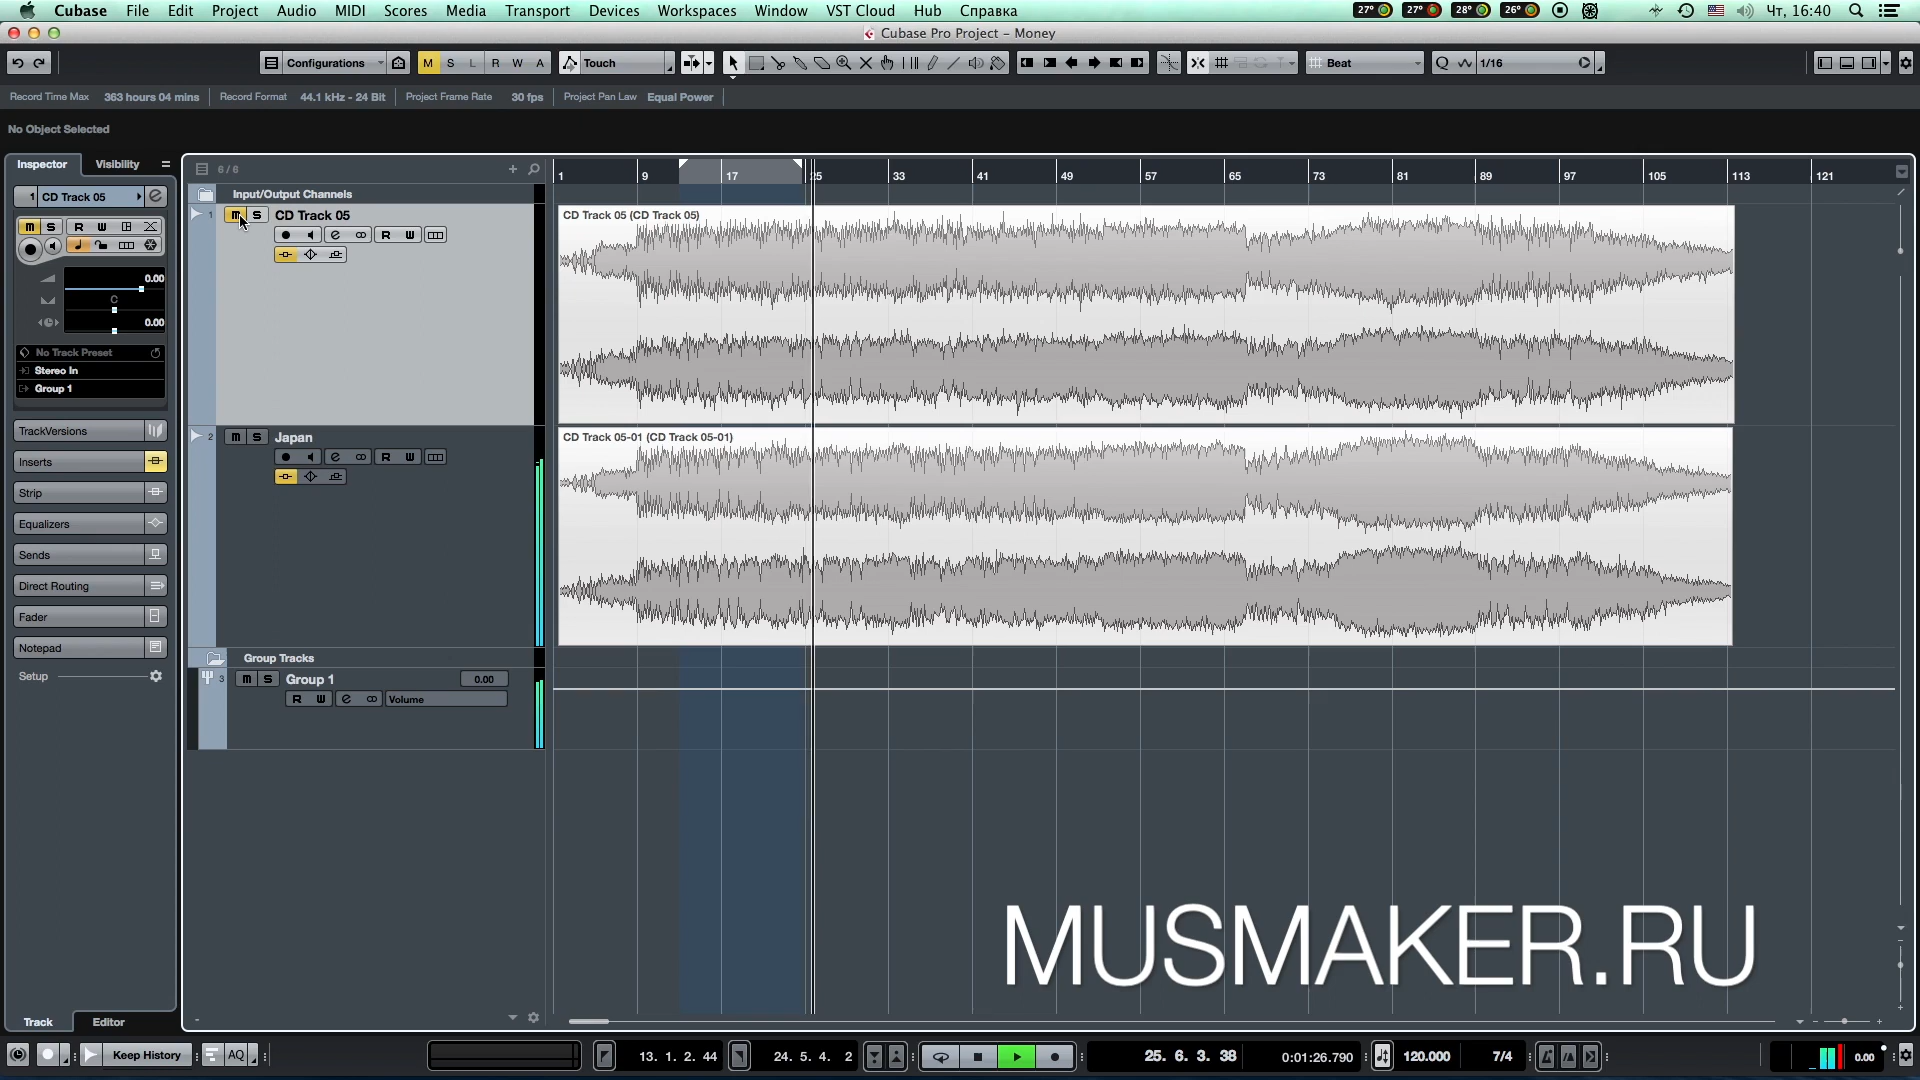 Cubase File Edit Project Audio MIDI Scores Media Transport Devices Workspaces Window VST Cloud Hub Справка
27° 27° 28° 26° Чт, 16:40
Cubase Pro Project – Money
Configurations M S L R W A Touch Beat Q 1/16
Record Time Max 363 hours 04 mins Record Format 44.1 kHz - 24 Bit Project Frame Rate 30 fps Project Pan Law Equal Power
No Object Selected
Inspector Visibility
6 / 6
1 9 17 25 33 41 49 57 65 73 81 89 97 105 113 121
1 CD Track 05
M S R W
0.00
C
0.00
No Track Preset
Stereo In
Group 1
TrackVersions
Inserts
Strip
Equalizers
Sends
Direct Routing
Fader
Notepad
Setup
Input/Output Channels
1 M S CD Track 05
R W
CD Track 05 (CD Track 05)
2 M S Japan
R W
CD Track 05-01 (CD Track 05-01)
Group Tracks
3 M S Group 1 0.00
R W Volume
MUSMAKER.RU
Track Editor
Keep History AQ 13. 1. 2. 44 24. 5. 4. 2 25. 6. 3. 38 0:01:26.790 120.000 7/4 0.00